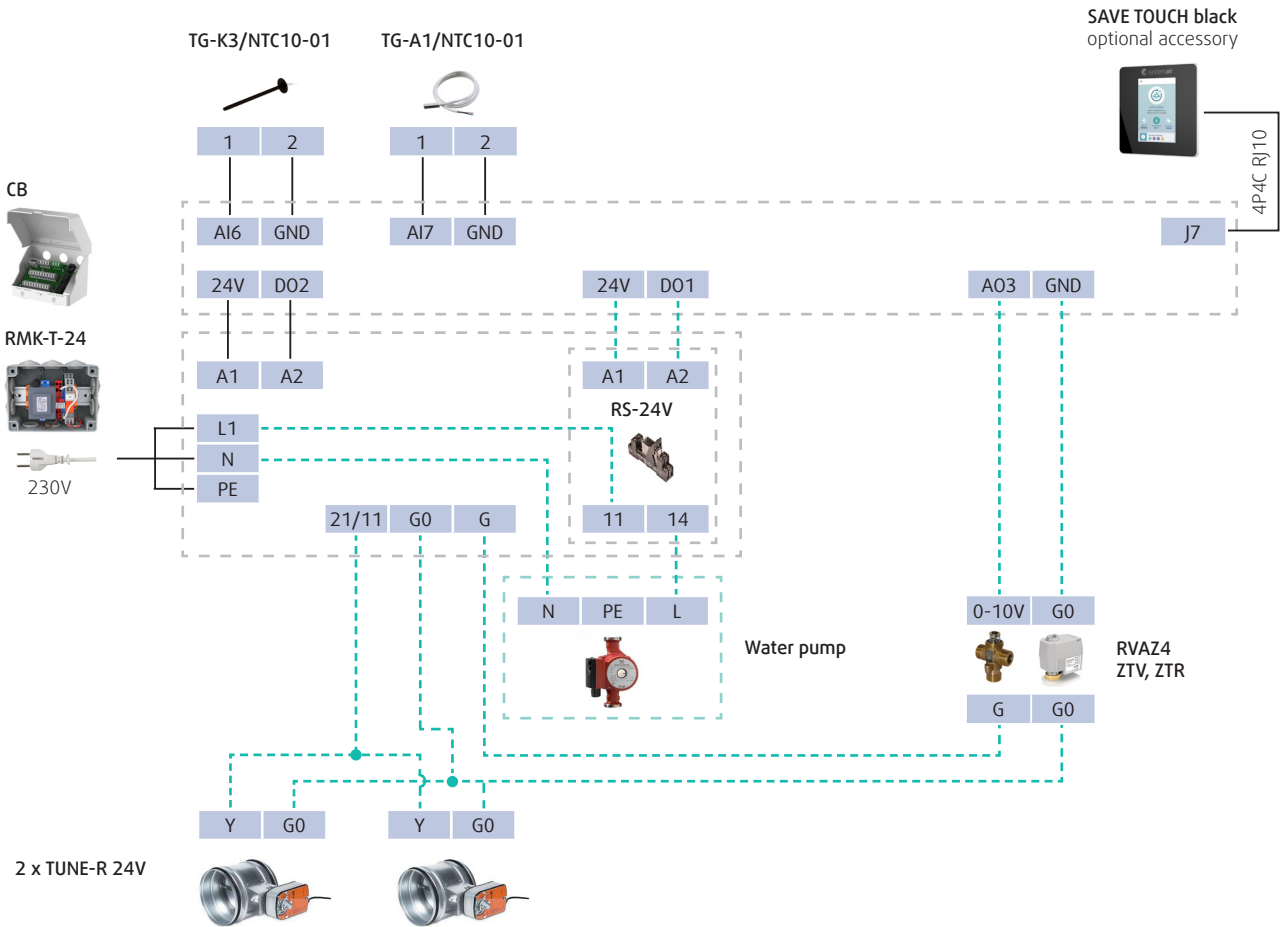 SAVE TOUCH black
optional accessory
TG-K3/NTC10-01
TG-A1/NTC10-01
systemair
1 2
1 2
4P4C RJ10
CB
AI6 GND
AI7 GND
J7
24V DO2
24V DO1
AO3 GND
RMK-T-24
A1 A2
A1 A2
RS-24V
L1
N
PE
230V
21/11 G0 G
11 14
N PE L
0-10V G0
Water pump
RVAZ4
ZTV, ZTR
G G0
Y G0
Y G0
2 x TUNE-R 24V